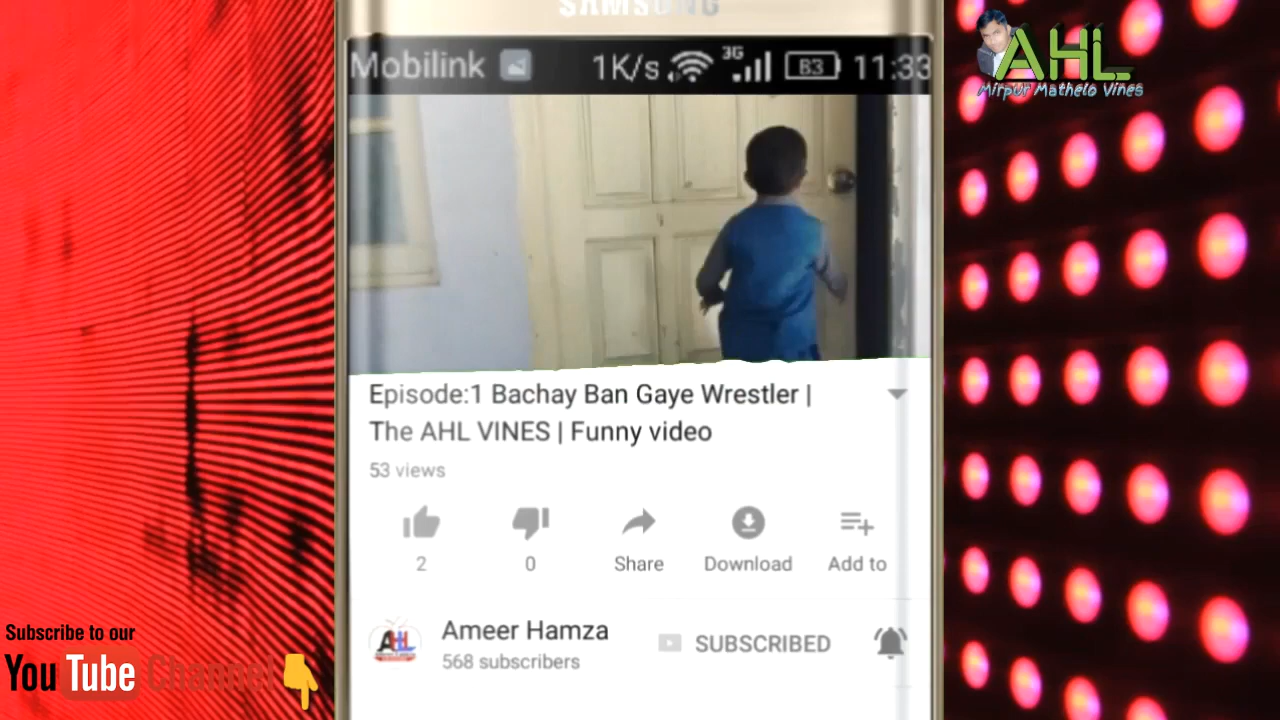 SAMSUNG
Mobilink 1K/s 3G 83 11:33
AHL
Mirpur Mathelo Vines
Episode:1 Bachay Ban Gaye Wrestler |
The AHL VINES | Funny video
53 views
2 0 Share Download Add to
AHL
Ameer Hamza
SUBSCRIBED
568 subscribers
Subscribe to our
YouTube Channel